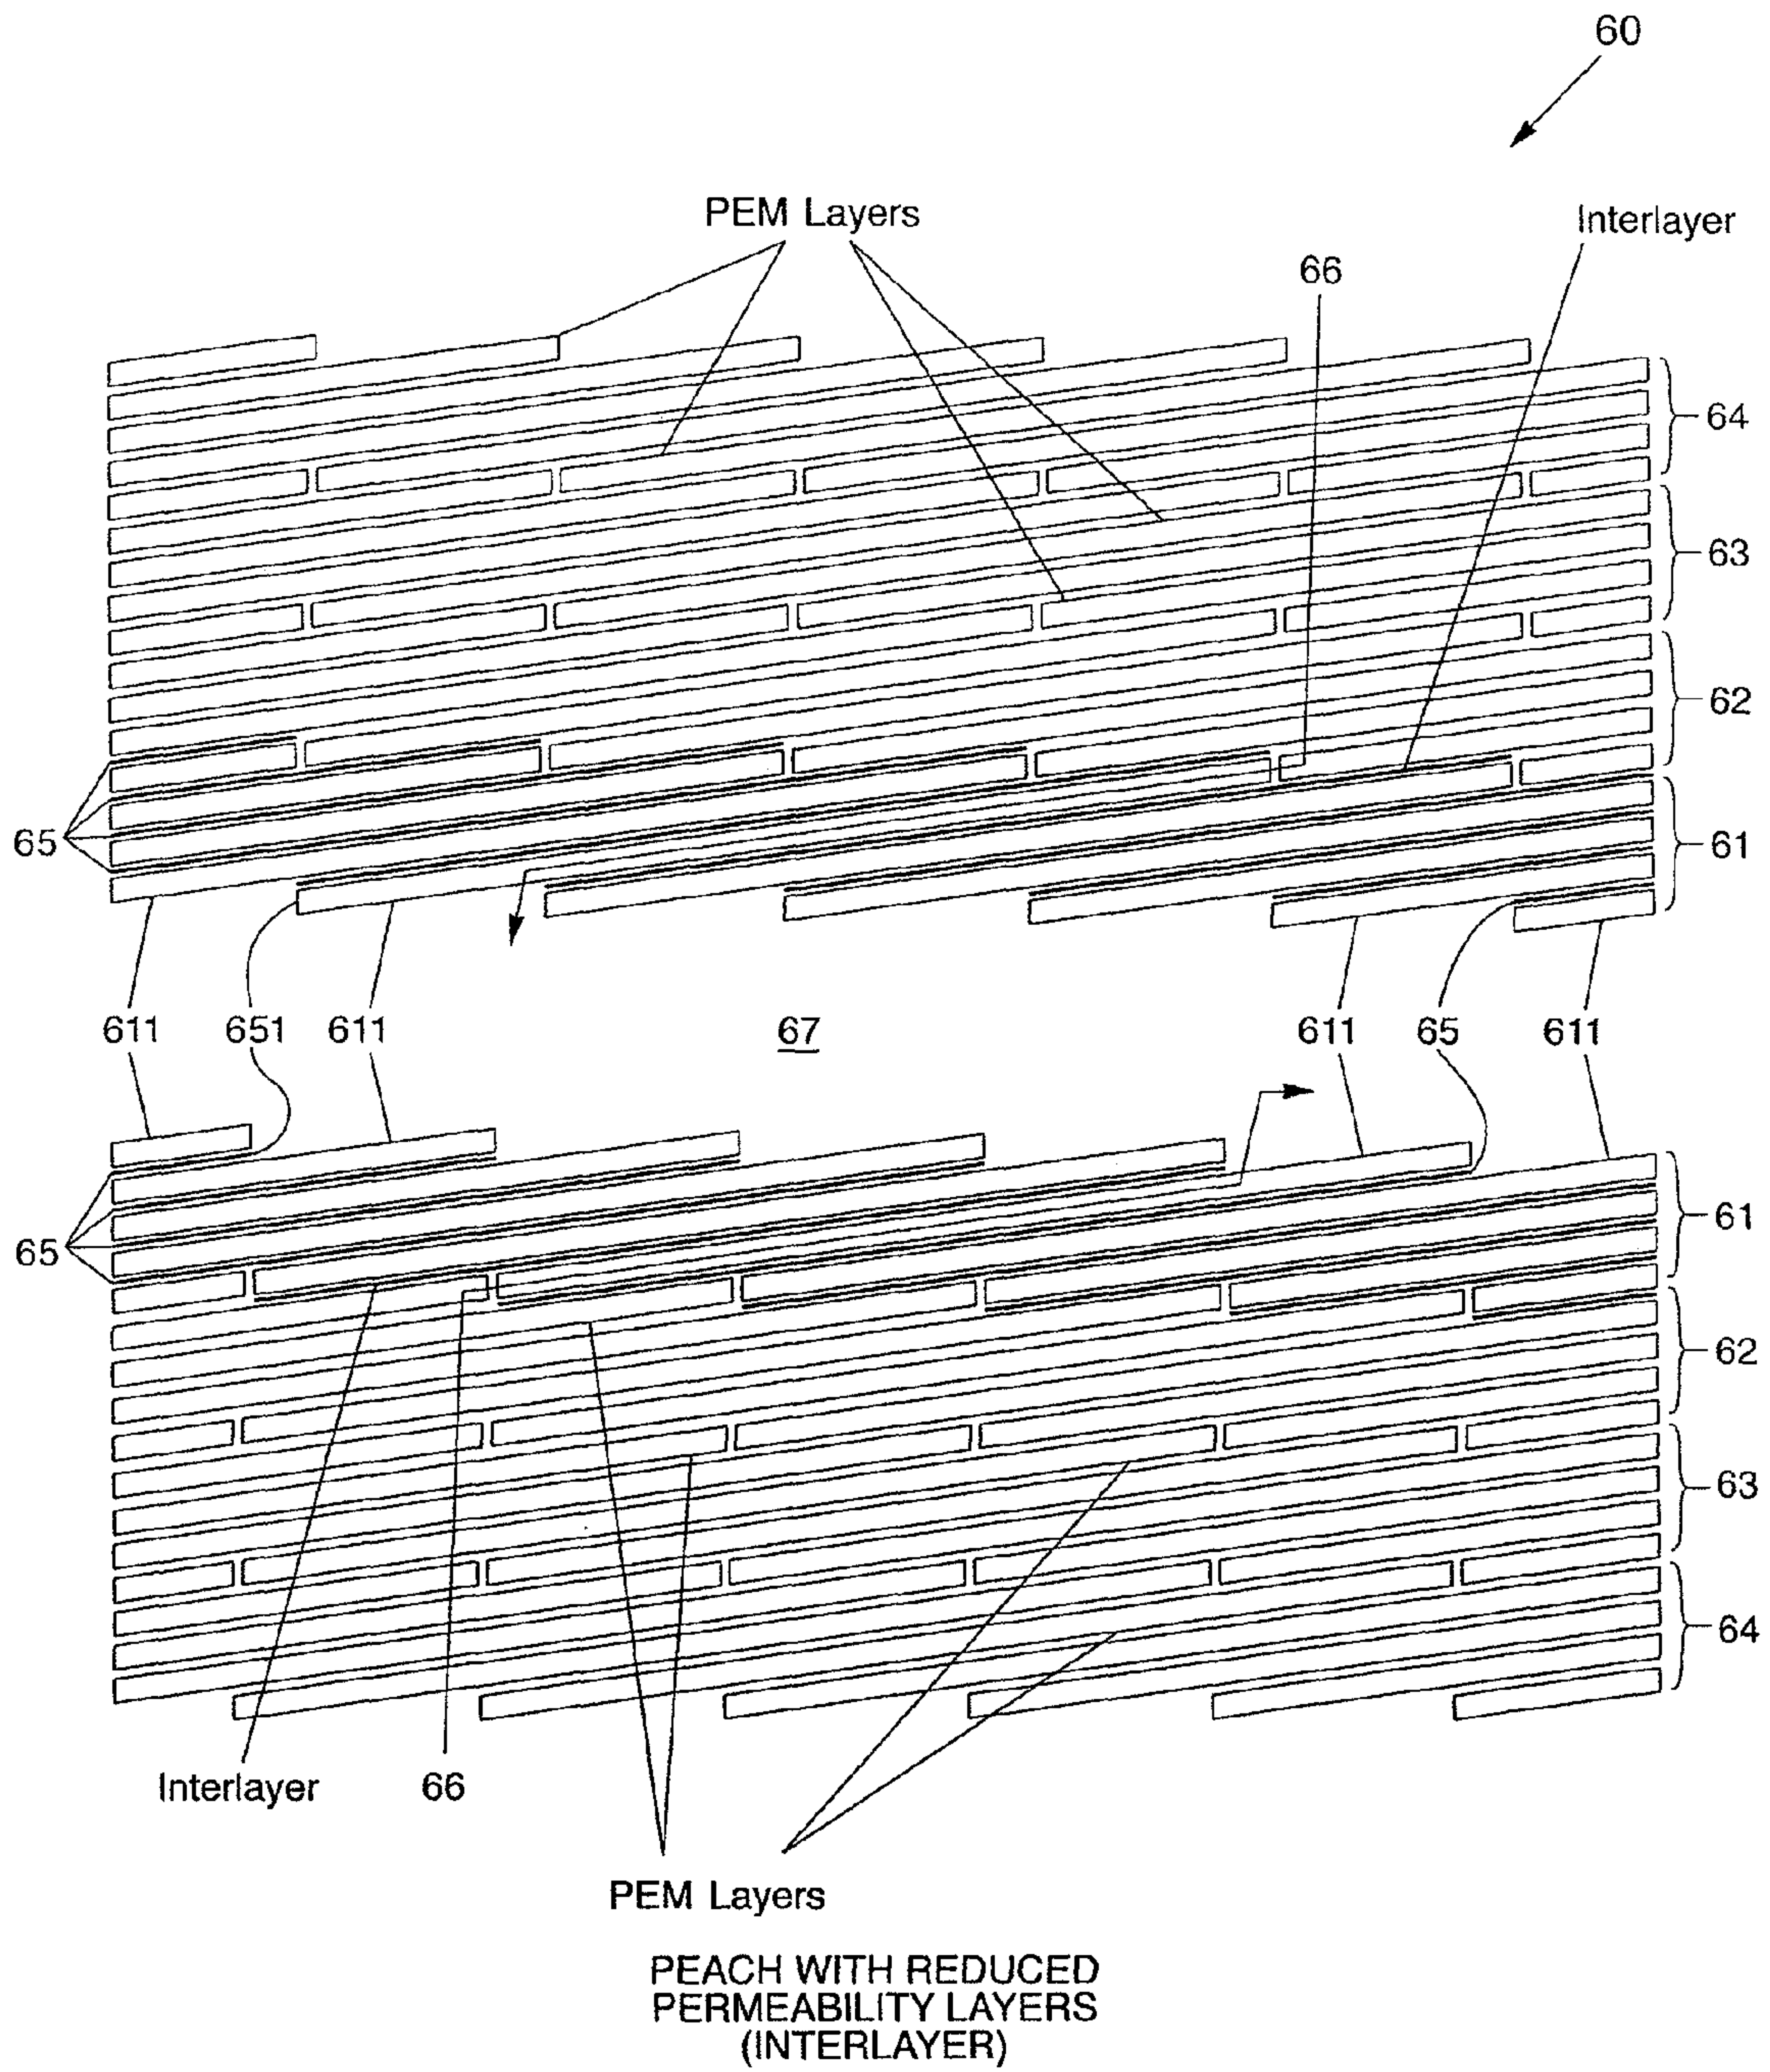 60
PEM Layers
Interlayer
66
64
63
62
65
61
611
651
611
67
611
65
611
65
61
62
63
64
Interlayer
66
PEM Layers
PEACH WITH REDUCED
PERMEABILITY LAYERS
(INTERLAYER)